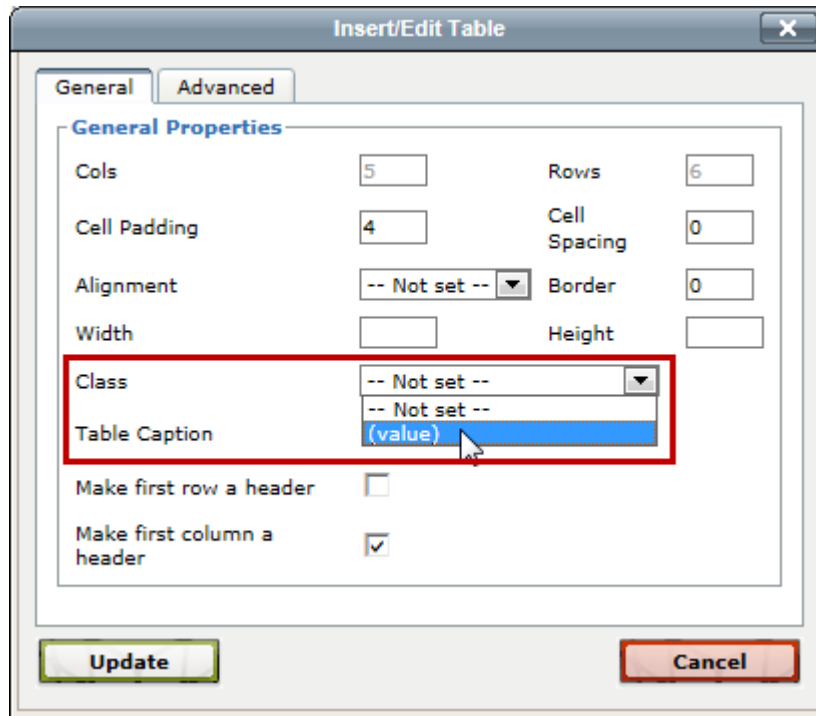 Insert/Edit Table
General Advanced
General Properties
Cols 5 Rows 6
Cell Padding 4 Cell Spacing 0
Alignment -- Not set -- Border 0
Width Height
Class -- Not set --
-- Not set --
Table Caption (value)
Make first row a header
Make first column a
header
Update Cancel